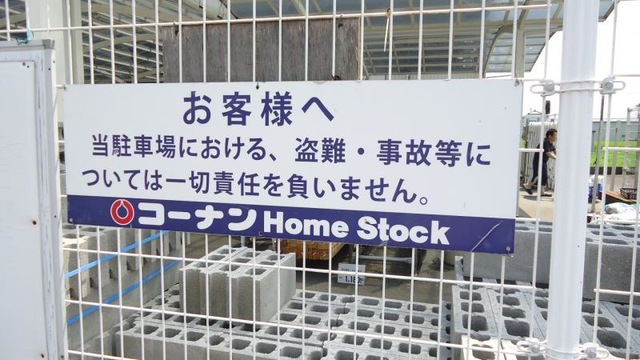 お客様へ
当駐車場における、盗難・事故等に
ついては一切責任を負いません。
コーナン Home Stock